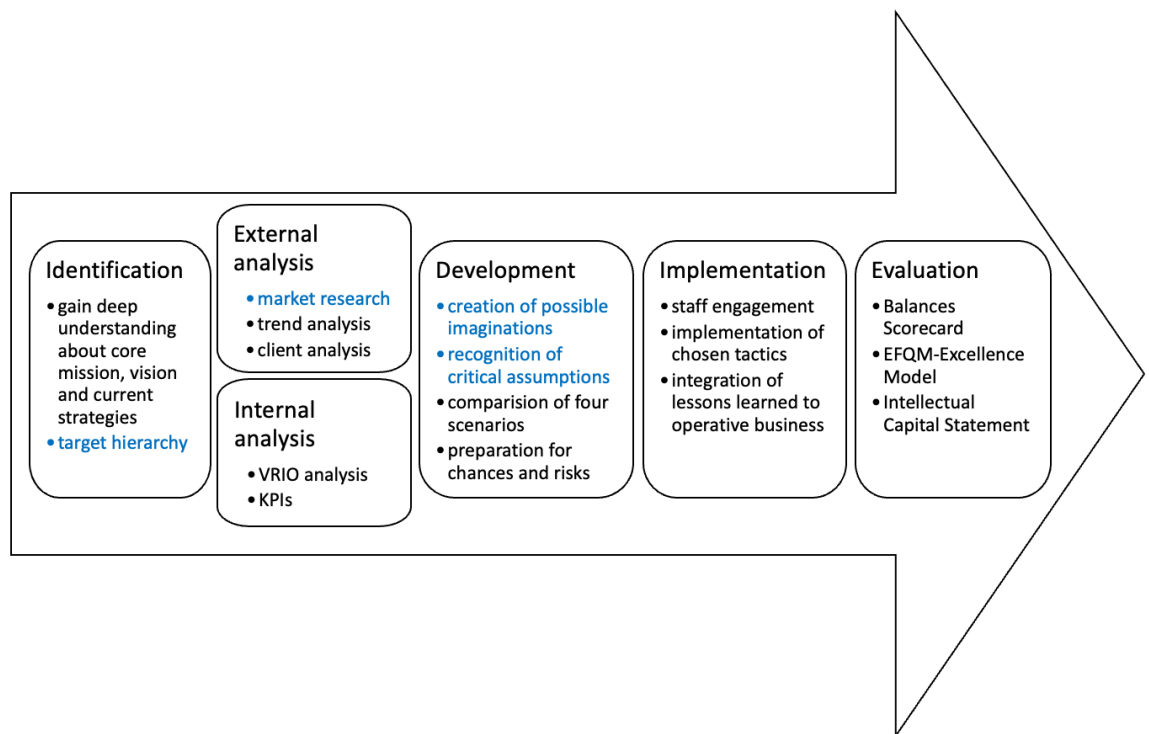 Identification
•gain deep
understanding
about core
mission, vision
and current
strategies
•target hierarchy
External
analysis
•market research
•trend analysis
•client analysis
Internal
analysis
•VRIO analysis
•KPIs
Development
•creation of possible
imaginations
•recognition of
critical assumptions
•comparision of four
scenarios
•preparation for
chances and risks
Implementation
•staff engagement
•implementation of
chosen tactics
•integration of
lessons learned to
operative business
Evaluation
•Balances
Scorecard
•EFQM-Excellence
Model
•Intellectual
Capital Statement